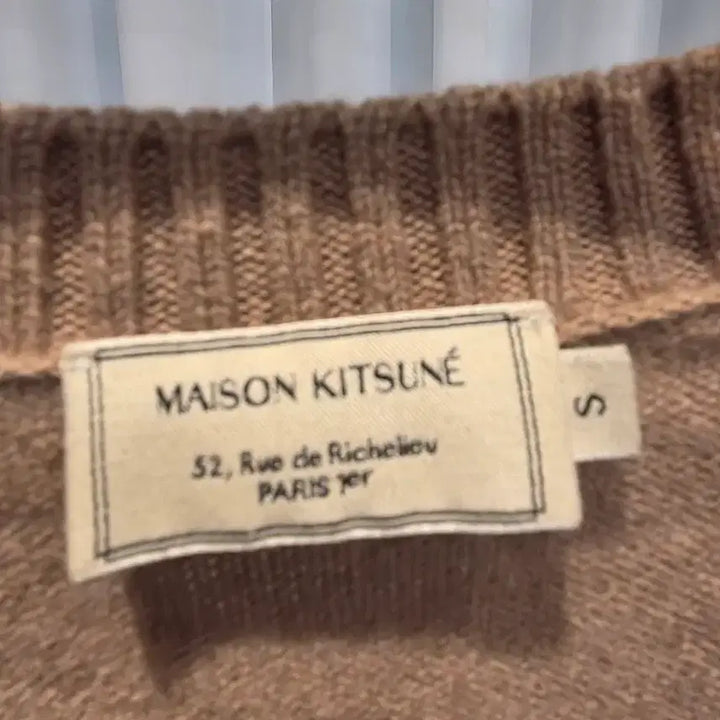 MAISON KITSUNÉ
52, Rue de Richelieu
PARIS 1er
S